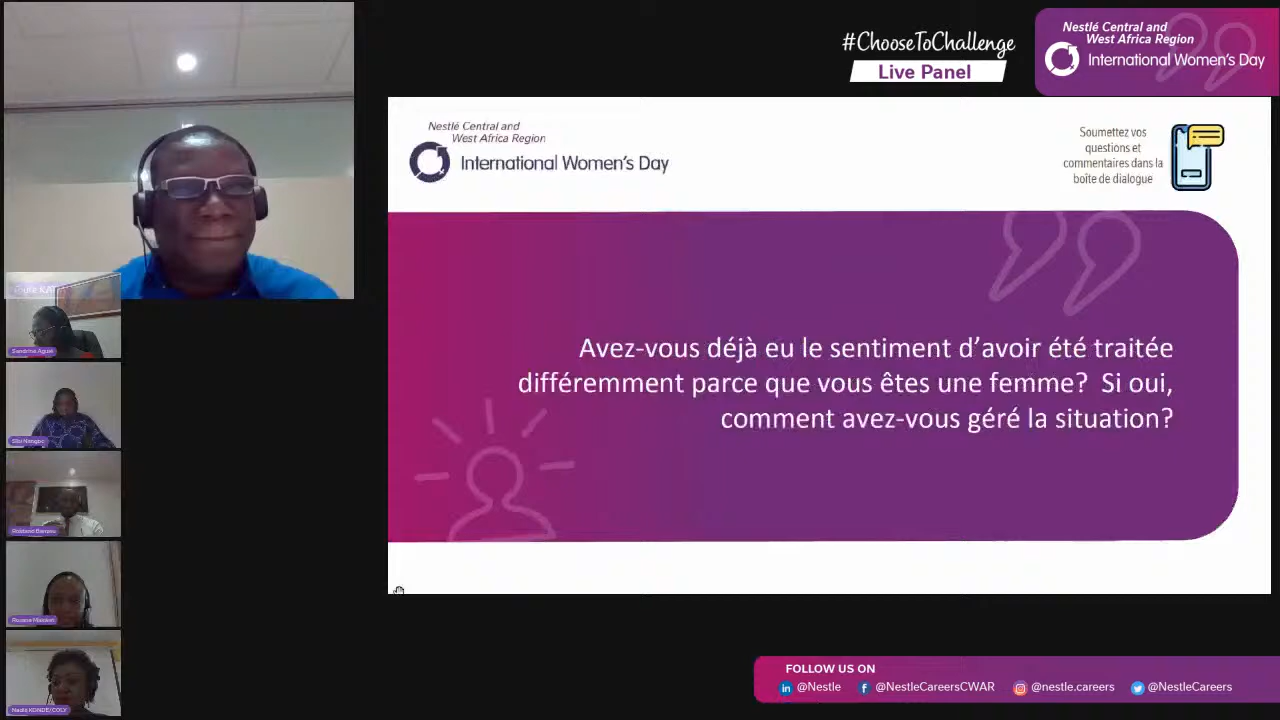 #ChooseToChallenge
Live Panel
Nestlé Central and
West Africa Region
International Women's Day
Nestlé Central and
West Africa Region
International Women's Day
Soumettez vos
questions et
commentaires dans la
boîte de dialogue
Avez-vous déjà eu le sentiment d'avoir été traitée
différemment parce que vous êtes une femme? Si oui,
comment avez-vous géré la situation?
FOLLOW US ON
@Nestle
@NestleCareersCWAR
@nestle.careers
@NestleCareers